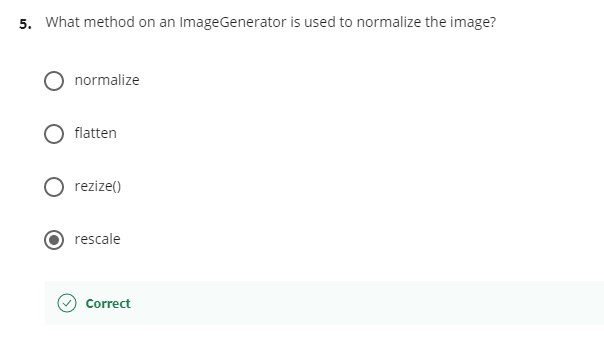 5. What method on an ImageGenerator is used to normalize the image?
normalize
flatten
rezize()
rescale
Correct